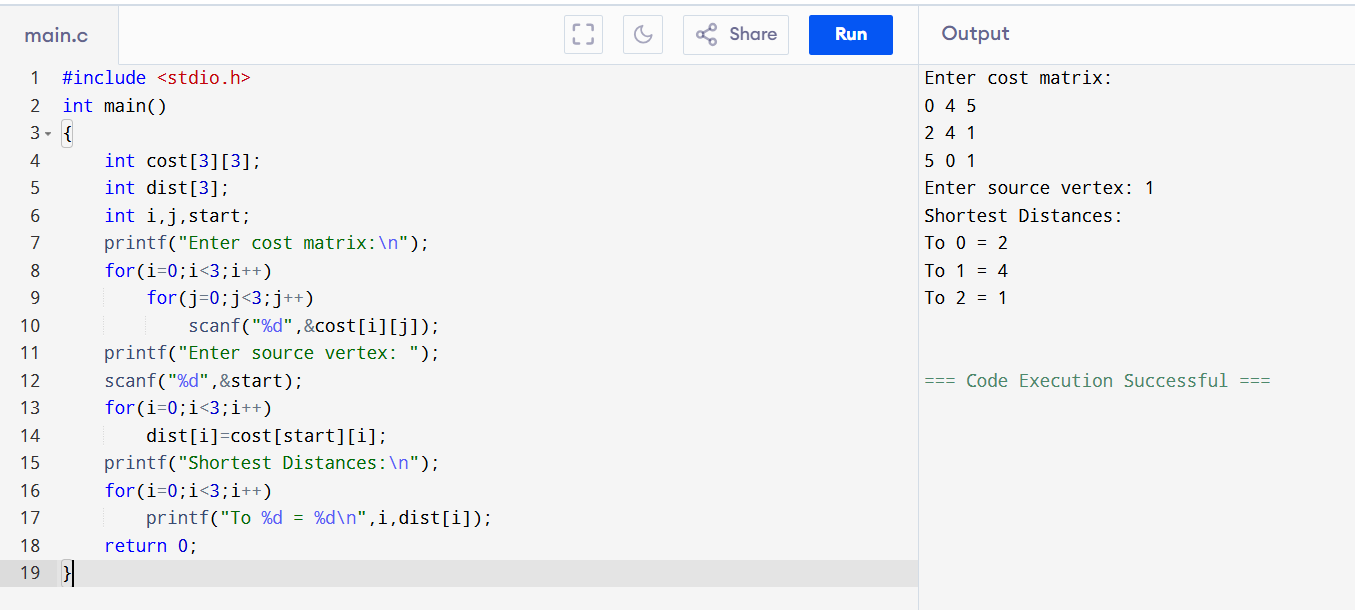 main.c
Share
Run
Output
1 #include <stdio.h>
2 int main()
3 {
4 int cost[3][3];
5 int dist[3];
6 int i,j,start;
7 printf("Enter cost matrix:\n");
8 for(i=0;i<3;i++)
9 for(j=0;j<3;j++)
10 scanf("%d",&cost[i][j]);
11 printf("Enter source vertex: ");
12 scanf("%d",&start);
13 for(i=0;i<3;i++)
14 dist[i]=cost[start][i];
15 printf("Shortest Distances:\n");
16 for(i=0;i<3;i++)
17 printf("To %d = %d\n",i,dist[i]);
18 return 0;
19 }
Enter cost matrix:
0 4 5
2 4 1
5 0 1
Enter source vertex: 1
Shortest Distances:
To 0 = 2
To 1 = 4
To 2 = 1
=== Code Execution Successful ===